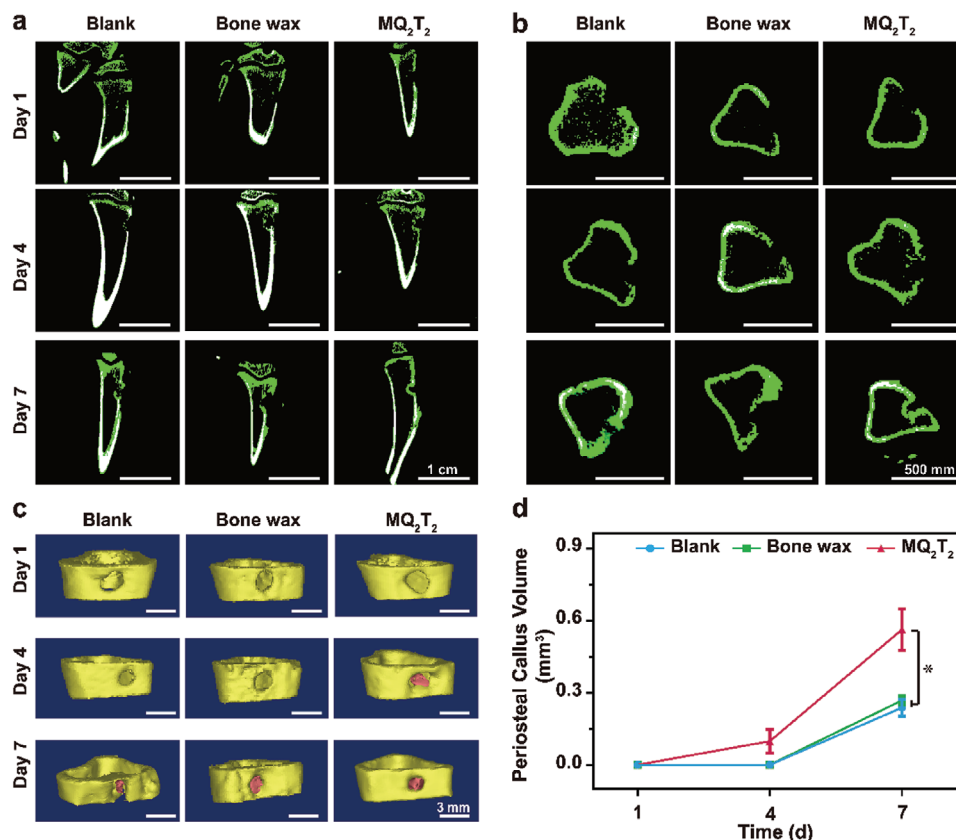 a
Blank
Bone wax
MQ₂T₂
Day 1
Day 4
Day 7
1 cm
b
Blank
Bone wax
MQ₂T₂
500 mm
c
Blank
Bone wax
MQ₂T₂
Day 1
Day 4
Day 7
3 mm
d
Blank
Bone wax
MQ₂T₂
Periosteal Callus Volume
(mm³)
0.9
0.6
0.3
0.0
*
1
4
7
Time (d)